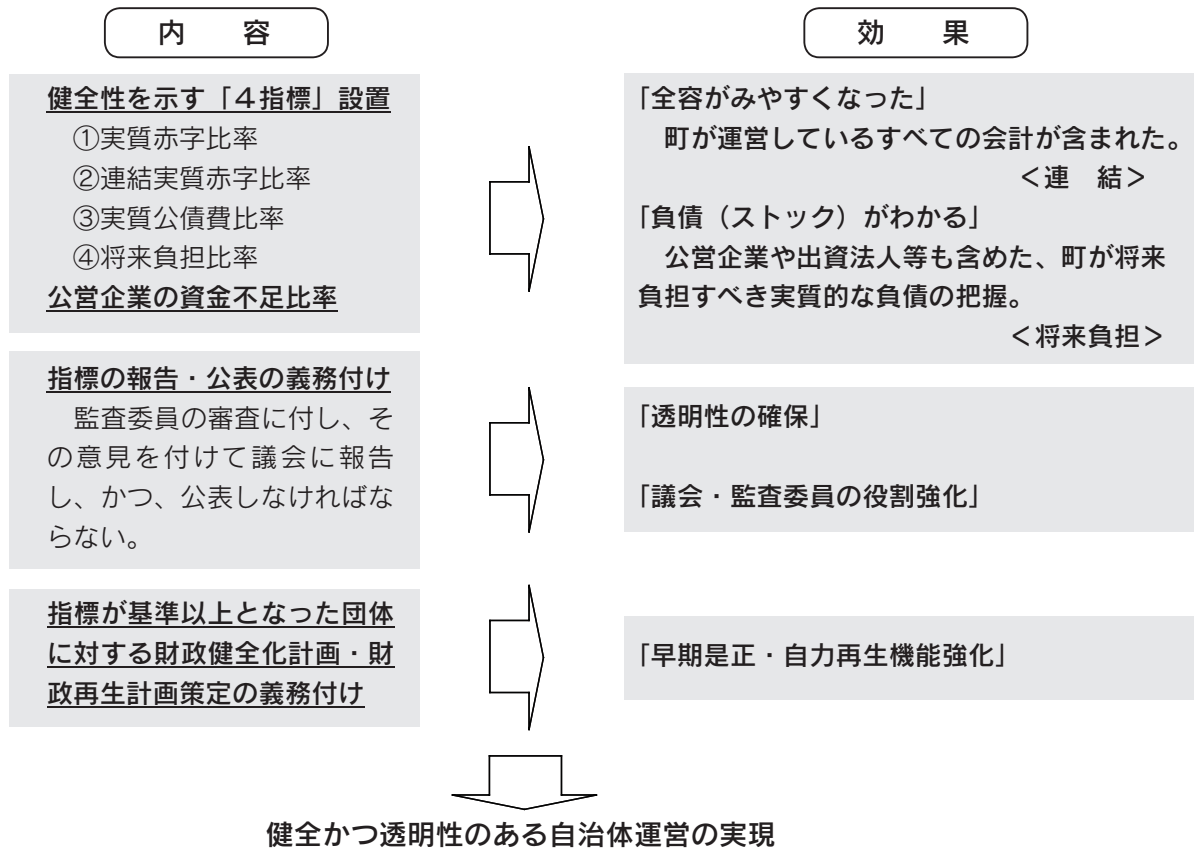 内 容
健全性を示す「4指標」設置
①実質赤字比率
②連結実質赤字比率
③実質公債費比率
④将来負担比率
公営企業の資金不足比率
指標の報告・公表の義務付け
監査委員の審査に付し、そ
の意見を付けて議会に報告
し、かつ、公表しなければな
らない。
指標が基準以上となった団体
に対する財政健全化計画・財
政再生計画策定の義務付け
効 果
「全容がみやすくなった」
町が運営しているすべての会計が含まれた。
＜連 結＞
「負債（ストック）がわかる」
公営企業や出資法人等も含めた、町が将来
負担すべき実質的な負債の把握。
＜将来負担＞
「透明性の確保」
「議会・監査委員の役割強化」
「早期是正・自力再生機能強化」
健全かつ透明性のある自治体運営の実現